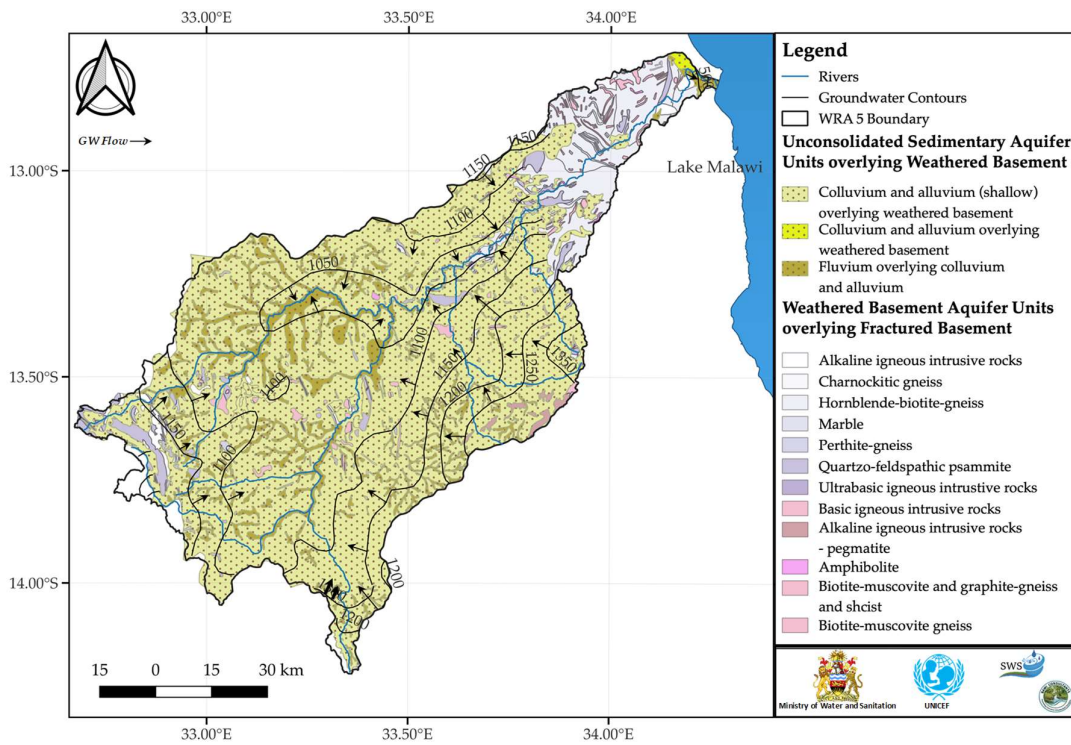 33.00°E
33.50°E
34.00°E
GW Flow
13.00°S
13.50°S
14.00°S
Lake Malawi
1150
1150
1100
1050
1100
1150
1200
1250
1350
1100
1150
1100
1200
1200
15 0 15 30 km
33.00°E
33.50°E
34.00°E
Legend
Rivers
Groundwater Contours
WRA 5 Boundary
Unconsolidated Sedimentary Aquifer
Units overlying Weathered Basement
Colluvium and alluvium (shallow)
overlying weathered basement
Colluvium and alluvium overlying
weathered basement
Fluvium overlying colluvium
and alluvium
Weathered Basement Aquifer Units
overlying Fractured Basement
Alkaline igneous intrusive rocks
Charnockitic gneiss
Hornblende-biotite-gneiss
Marble
Perthite-gneiss
Quartzo-feldspathic psammite
Ultrabasic igneous intrustive rocks
Basic igneous intrusive rocks
Alkaline igneous intrusive rocks
- pegmatite
Amphibolite
Biotite-muscovite and graphite-gneiss
and shcist
Biotite-muscovite gneiss
Ministry of Water and Sanitation
UNICEF
SWS